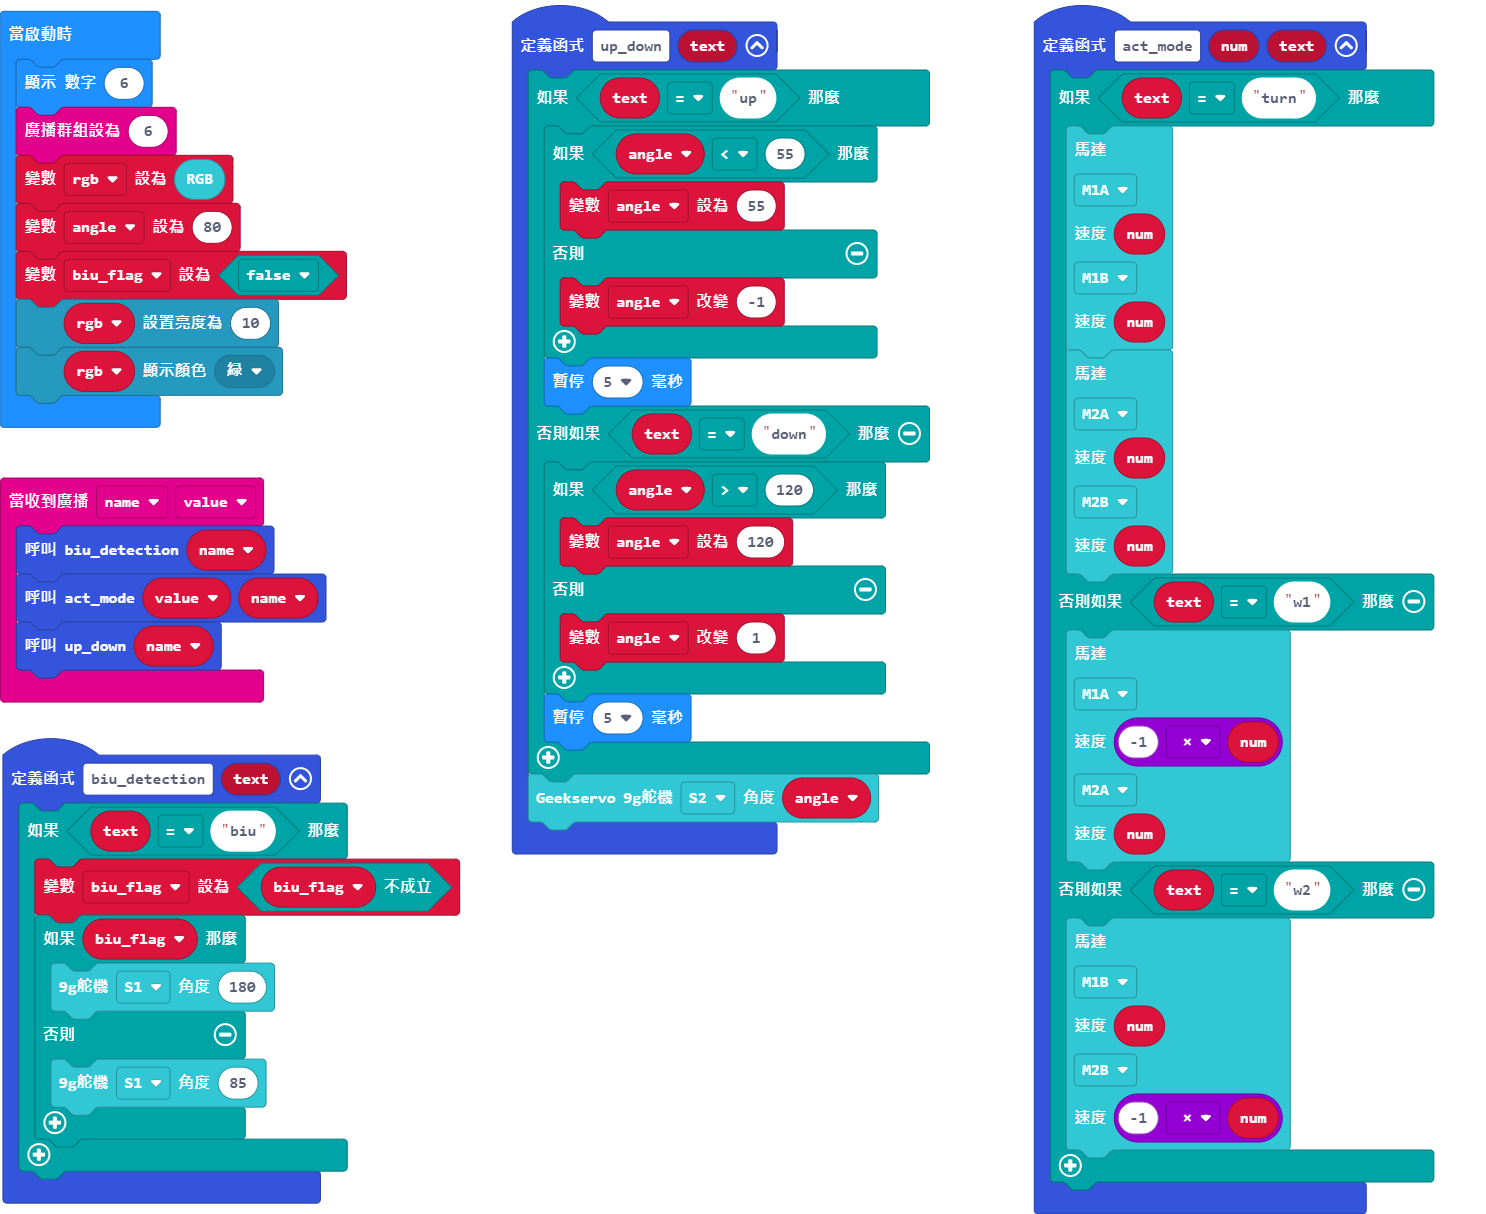 當啟動時
顯示 數字 6
廣播群組設為 6
變數 rgb 設為 RGB
變數 angle 設為 80
變數 biu_flag 設為 false
rgb 設置亮度為 10
rgb 顯示顏色 綠
當收到廣播 name value
呼叫 biu_detection name
呼叫 act_mode value name
呼叫 up_down name
定義函式 biu_detection text
如果 text = "biu" 那麼
變數 biu_flag 設為 biu_flag 不成立
如果 biu_flag 那麼
9g舵機 S1 角度 180
否則
9g舵機 S1 角度 85
定義函式 up_down text
如果 text = "up" 那麼
如果 angle < 55 那麼
變數 angle 設為 55
否則
變數 angle 改變 -1
暫停 5 毫秒
否則如果 text = "down" 那麼
如果 angle > 120 那麼
變數 angle 設為 120
否則
變數 angle 改變 1
暫停 5 毫秒
Geekservo 9g舵機 S2 角度 angle
定義函式 act_mode num text
如果 text = "turn" 那麼
馬達
M1A
速度 num
M1B
速度 num
馬達
M2A
速度 num
M2B
速度 num
否則如果 text = "w1" 那麼
馬達
M1A
速度 -1 × num
M2A
速度 num
否則如果 text = "w2" 那麼
馬達
M1B
速度 num
M2B
速度 -1 × num